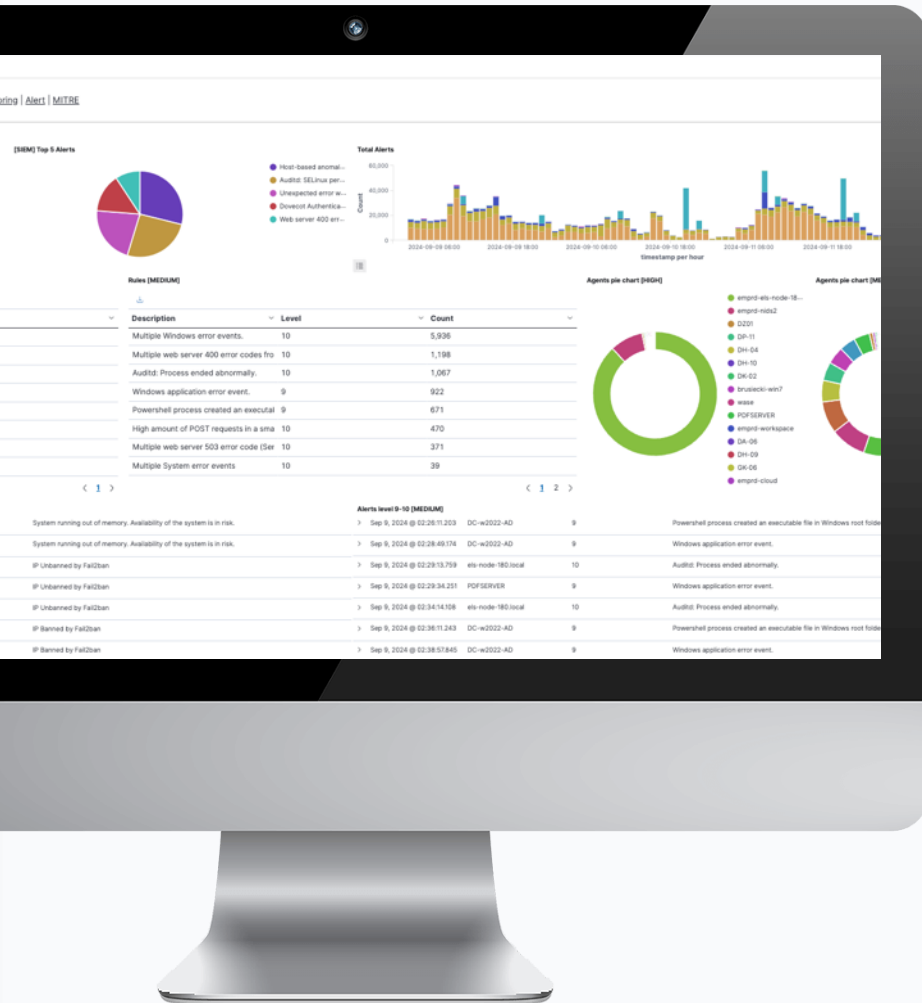 oring | Alert | MITRE
[SIEM] Top 5 Alerts
Host-based anomal...
Auditd: SELinux per...
Unexpected error w...
Dovecot Authentica...
Web server 400 err...
Total Alerts
60,000
40,000
20,000
0
Count
2024-09-09 06:00 2024-09-09 18:00 2024-09-10 06:00 2024-09-10 18:00 2024-09-11 06:00 2024-09-11 18:00
timestamp per hour
Rules [MEDIUM]
Description Level Count
Multiple Windows error events. 10 5,936
Multiple web server 400 error codes fro 10 1,198
Auditd: Process ended abnormally. 10 1,067
Windows application error event. 9 922
Powershell process created an executal 9 671
High amount of POST requests in a sma 10 470
Multiple web server 503 error code (Ser 10 371
Multiple System error events 10 39
1
1 2
Agents pie chart [HIGH]
emprd-els-node-18...
emprd-nids2
DZ01
DP-11
DH-04
DH-10
DK-02
brusiecki-win7
wase
PDFSERVER
emprd-workspace
DA-06
DH-09
GK-06
emprd-cloud
Agents pie chart [ME
System running out of memory. Availability of the system is in risk.
System running out of memory. Availability of the system is in risk.
IP Unbanned by Fail2ban
IP Unbanned by Fail2ban
IP Unbanned by Fail2ban
IP Banned by Fail2ban
IP Banned by Fail2ban
Alerts level 9-10 [MEDIUM]
Sep 9, 2024 @ 02:26:11.203 DC-w2022-AD 9 Powershell process created an executable file in Windows root folde
Sep 9, 2024 @ 02:28:49.174 DC-w2022-AD 9 Windows application error event.
Sep 9, 2024 @ 02:29:13.759 els-node-180.local 10 Auditd: Process ended abnormally.
Sep 9, 2024 @ 02:29:34.251 PDFSERVER 9 Windows application error event.
Sep 9, 2024 @ 02:34:14.108 els-node-180.local 10 Auditd: Process ended abnormally.
Sep 9, 2024 @ 02:36:11.243 DC-w2022-AD 9 Powershell process created an executable file in Windows root folde
Sep 9, 2024 @ 02:38:57.845 DC-w2022-AD 9 Windows application error event.